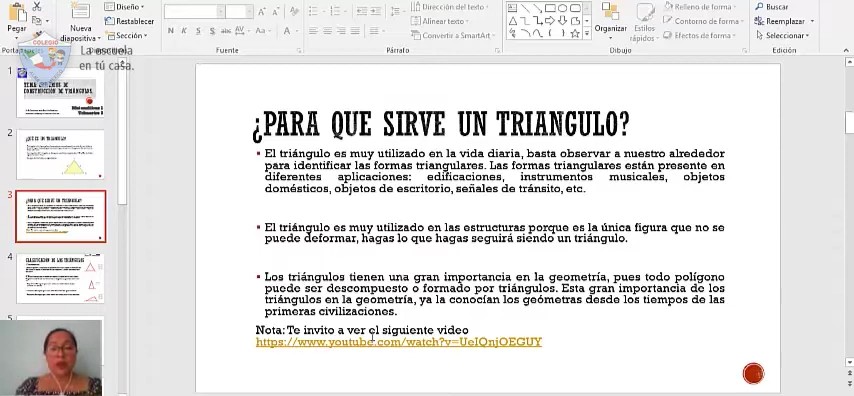 Diseño
Restablecer
Sección
Pegar
Nueva
diapositiva
Fuente
Dirección del texto
Alinear texto
Convertir a SmartArt
Párrafo
Organizar
Estilos
rápidos
Relleno de forma
Contorno de forma
Efectos de forma
Dibujo
Buscar
Reemplazar
Seleccionar
Edición
COLEGIO
La escuela
en tú casa.
1
2
3
4
5
¿PARA QUE SIRVE UN TRIANGULO?
▪ El triángulo es muy utilizado en la vida diaria, basta observar a nuestro alrededor
para identificar las formas triangulares. Las formas triangulares están presente en
diferentes aplicaciones: edificaciones, instrumentos musicales, objetos
domésticos, objetos de escritorio, señales de tránsito, etc.
▪ El triángulo es muy utilizado en las estructuras porque es la única figura que no se
puede deformar, hagas lo que hagas seguirá siendo un triángulo.
▪ Los triángulos tienen una gran importancia en la geometría, pues todo polígono
puede ser descompuesto o formado por triángulos. Esta gran importancia de los
triángulos en la geometría, ya la conocían los geómetras desde los tiempos de las
primeras civilizaciones.
Nota: Te invito a ver el siguiente video
https://www.youtube.com/watch?v=UeIQnjOEGUY